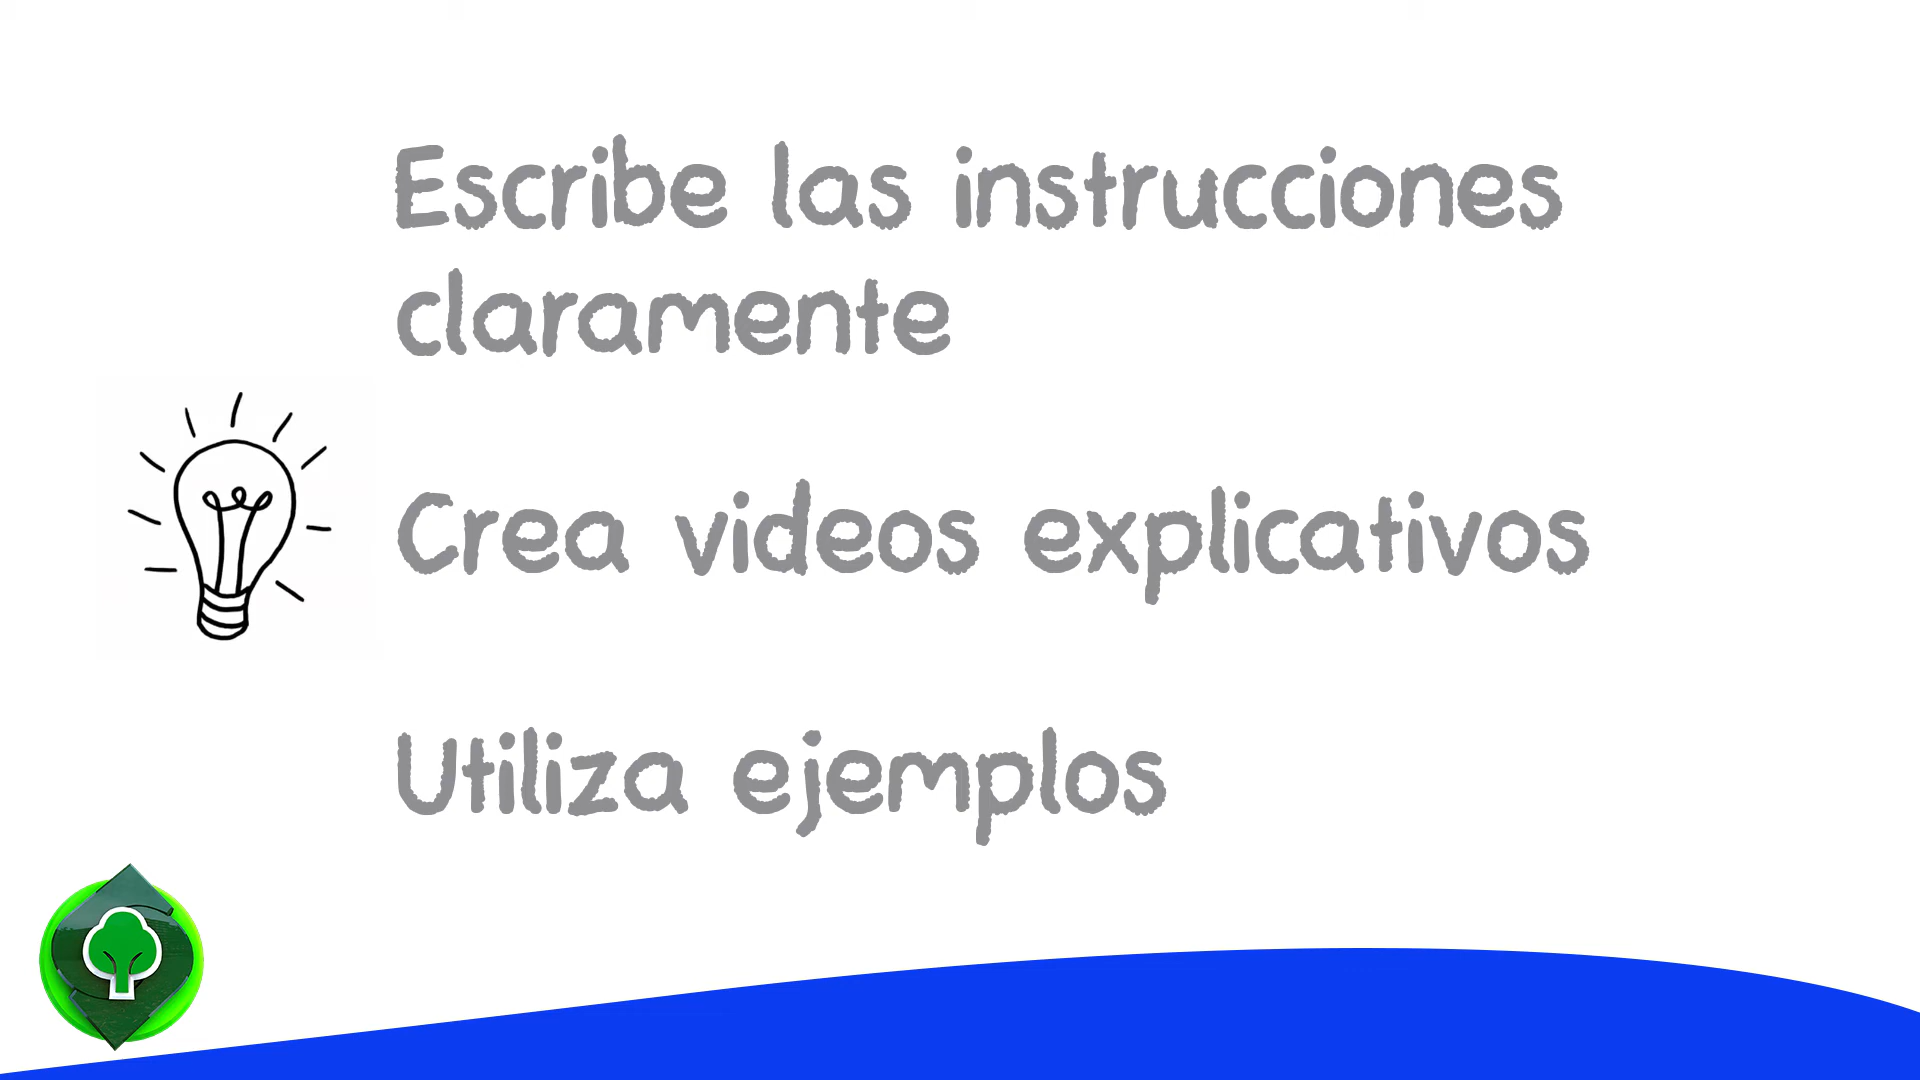 Escribe las instrucciones
claramente
Crea videos explicativos
Utiliza ejemplos